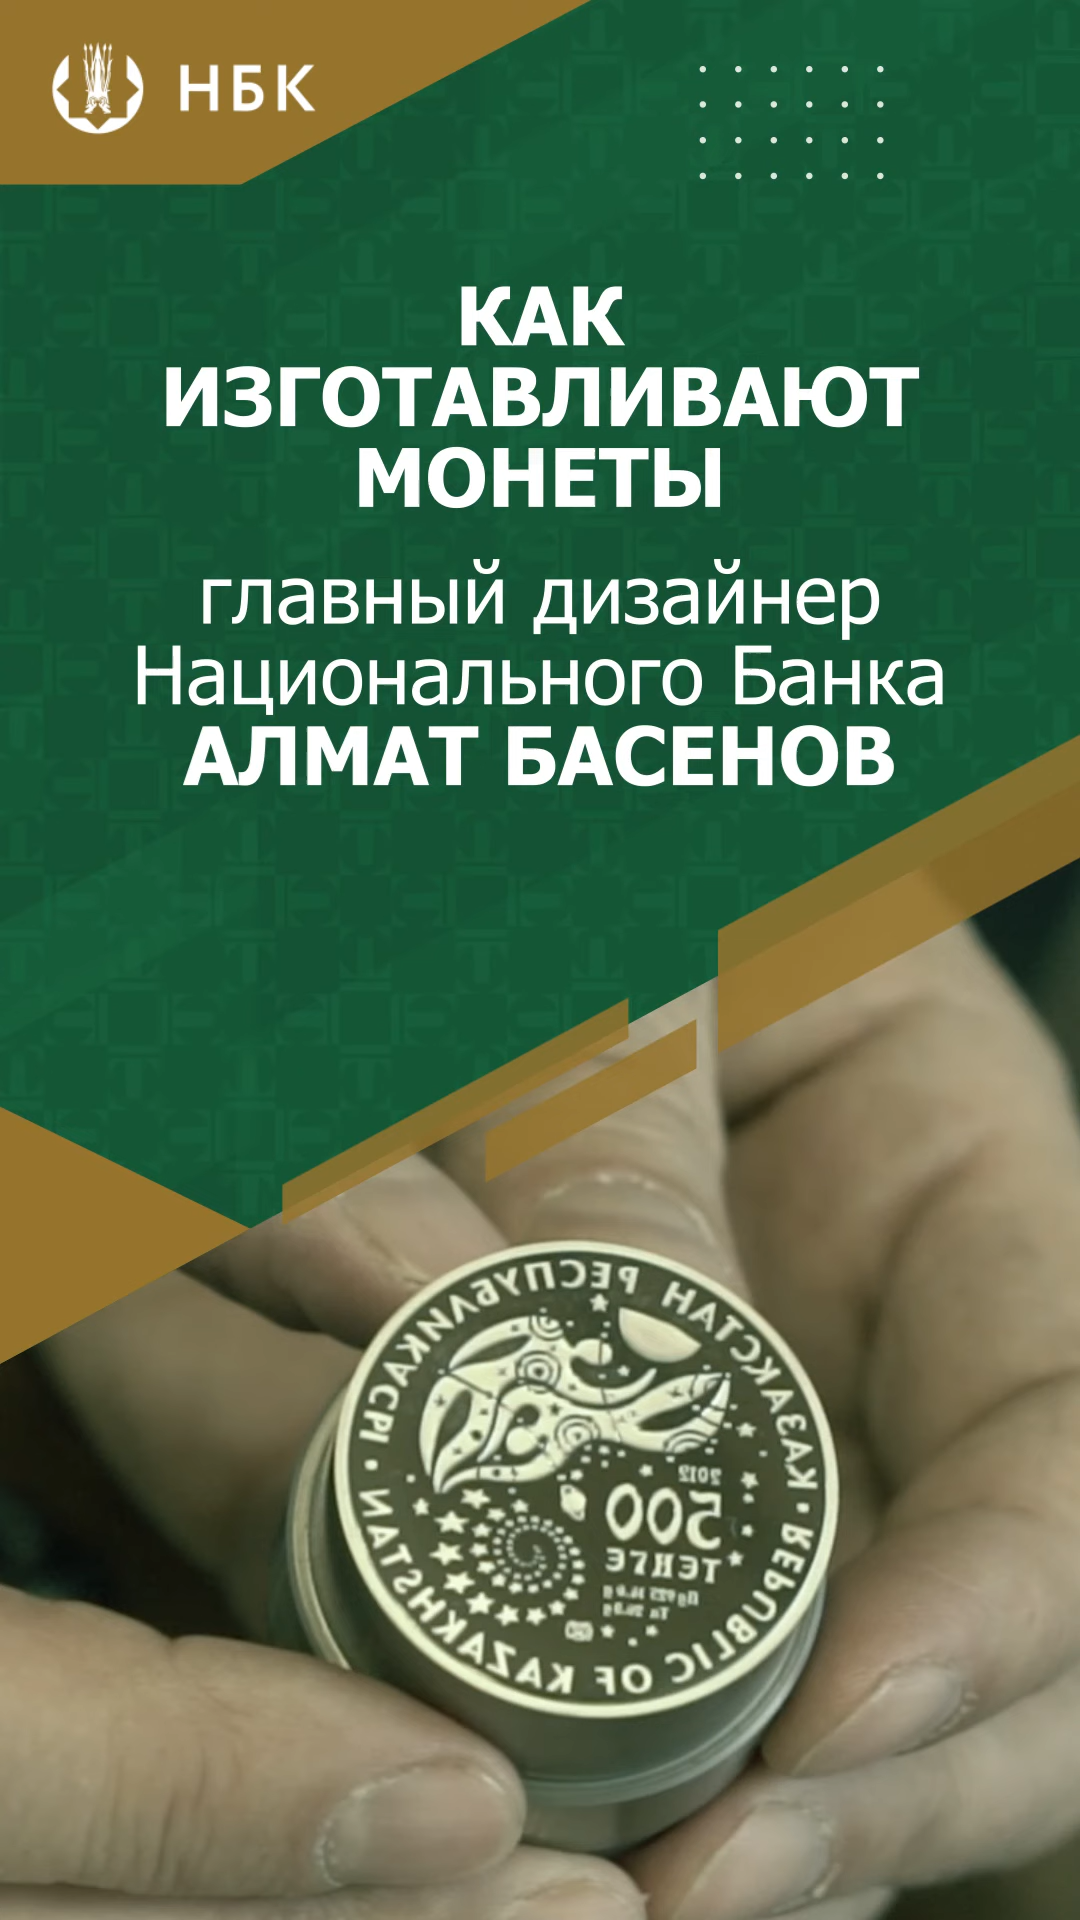 НБК
КАК
ИЗГОТАВЛИВАЮТ
МОНЕТЫ
главный дизайнер
Национального Банка
АЛМАТ БАСЕНОВ
ҚАЗАҚСТАН РЕСПУБЛИКАСЫ • REPUBLIC OF KAZAKHSTAN •
2012
500
ТЕҢГЕ